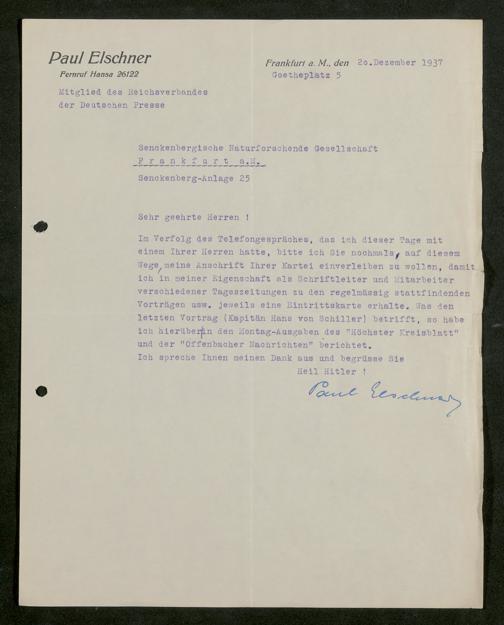 Paul Elschner
Fernruf Hansa 26122
Frankfurt a. M., den 20.Dezember 1937
Goetheplatz 5
Mitglied des Reichsverbandes
der Deutschen Presse
Senckenbergische Naturforschende Gesellschaft
F r a n k f u r t a.M.
Senckenberg-Anlage 25
Sehr geehrte Herren !
Im Verfolg des Telefongespräches, das ich dieser Tage mit
einem Ihrer Herren hatte, bitte ich Sie nochmals, auf diesem
Wege, meine Anschrift Ihrer Kartei einverleiben zu wollen, damit
ich in meiner Eigenschaft als Schriftleiter und Mitarbeiter
verschiedener Tageszeitungen zu den regelmässig stattfindenden
Vorträgen usw. jeweils eine Eintrittskarte erhalte. Was den
letzten Vortrag (Kapitän Hans von Schiller) betrifft, so habe
ich hierüber in den Montag-Ausgaben des "Höchster Kreisblatt"
und der "Offenbacher Nachrichten" berichtet.
Ich spreche Ihnen meinen Dank aus und begrüsse Sie
Heil Hitler !
Paul Elschner